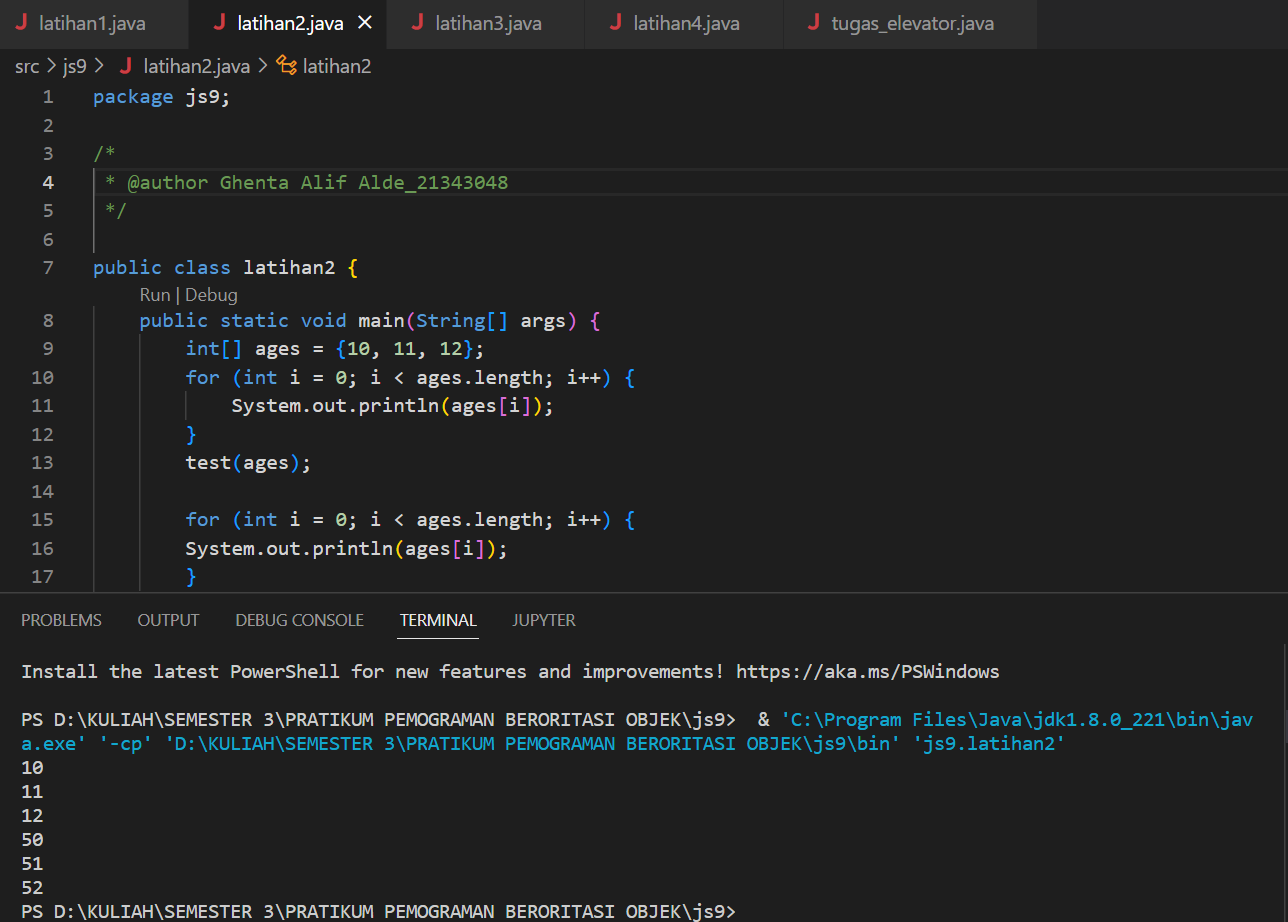 latihan1.java latihan2.java latihan3.java latihan4.java tugas_elevator.java
src > js9 > latihan2.java > latihan2
1 package js9;
2
3 /*
4 * @author Ghenta Alif Alde_21343048
5 */
6
7 public class latihan2 {
Run | Debug
8 public static void main(String[] args) {
9 int[] ages = {10, 11, 12};
10 for (int i = 0; i < ages.length; i++) {
11 System.out.println(ages[i]);
12 }
13 test(ages);
14
15 for (int i = 0; i < ages.length; i++) {
16 System.out.println(ages[i]);
17 }
PROBLEMS OUTPUT DEBUG CONSOLE TERMINAL JUPYTER
Install the latest PowerShell for new features and improvements! https://aka.ms/PSWindows
PS D:\KULIAH\SEMESTER 3\PRATIKUM PEMOGRAMAN BERORITASI OBJEK\js9> & 'C:\Program Files\Java\jdk1.8.0_221\bin\jav
a.exe' '-cp' 'D:\KULIAH\SEMESTER 3\PRATIKUM PEMOGRAMAN BERORITASI OBJEK\js9\bin' 'js9.latihan2'
10
11
12
50
51
52
PS D:\KULIAH\SEMESTER 3\PRATIKUM PEMOGRAMAN BERORITASI OBJEK\js9>